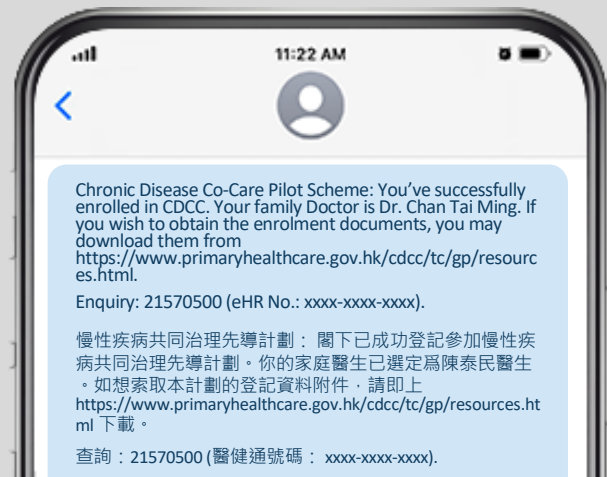 11:22 AM
Chronic Disease Co-Care Pilot Scheme: You’ve successfully
enrolled in CDCC. Your family Doctor is Dr. Chan Tai Ming. If
you wish to obtain the enrolment documents, you may
download them from
https://www.primaryhealthcare.gov.hk/cdcc/tc/gp/resourc
es.html.
Enquiry: 21570500 (eHR No.: xxxx-xxxx-xxxx).
慢性疾病共同治理先導計劃： 閣下已成功登記參加慢性疾
病共同治理先導計劃。你的家庭醫生已選定爲陳泰民醫生
。如想索取本計劃的登記資料附件，請即上
https://www.primaryhealthcare.gov.hk/cdcc/tc/gp/resources.ht
ml 下載。
查詢：21570500 (醫健通號碼： xxxx-xxxx-xxxx).